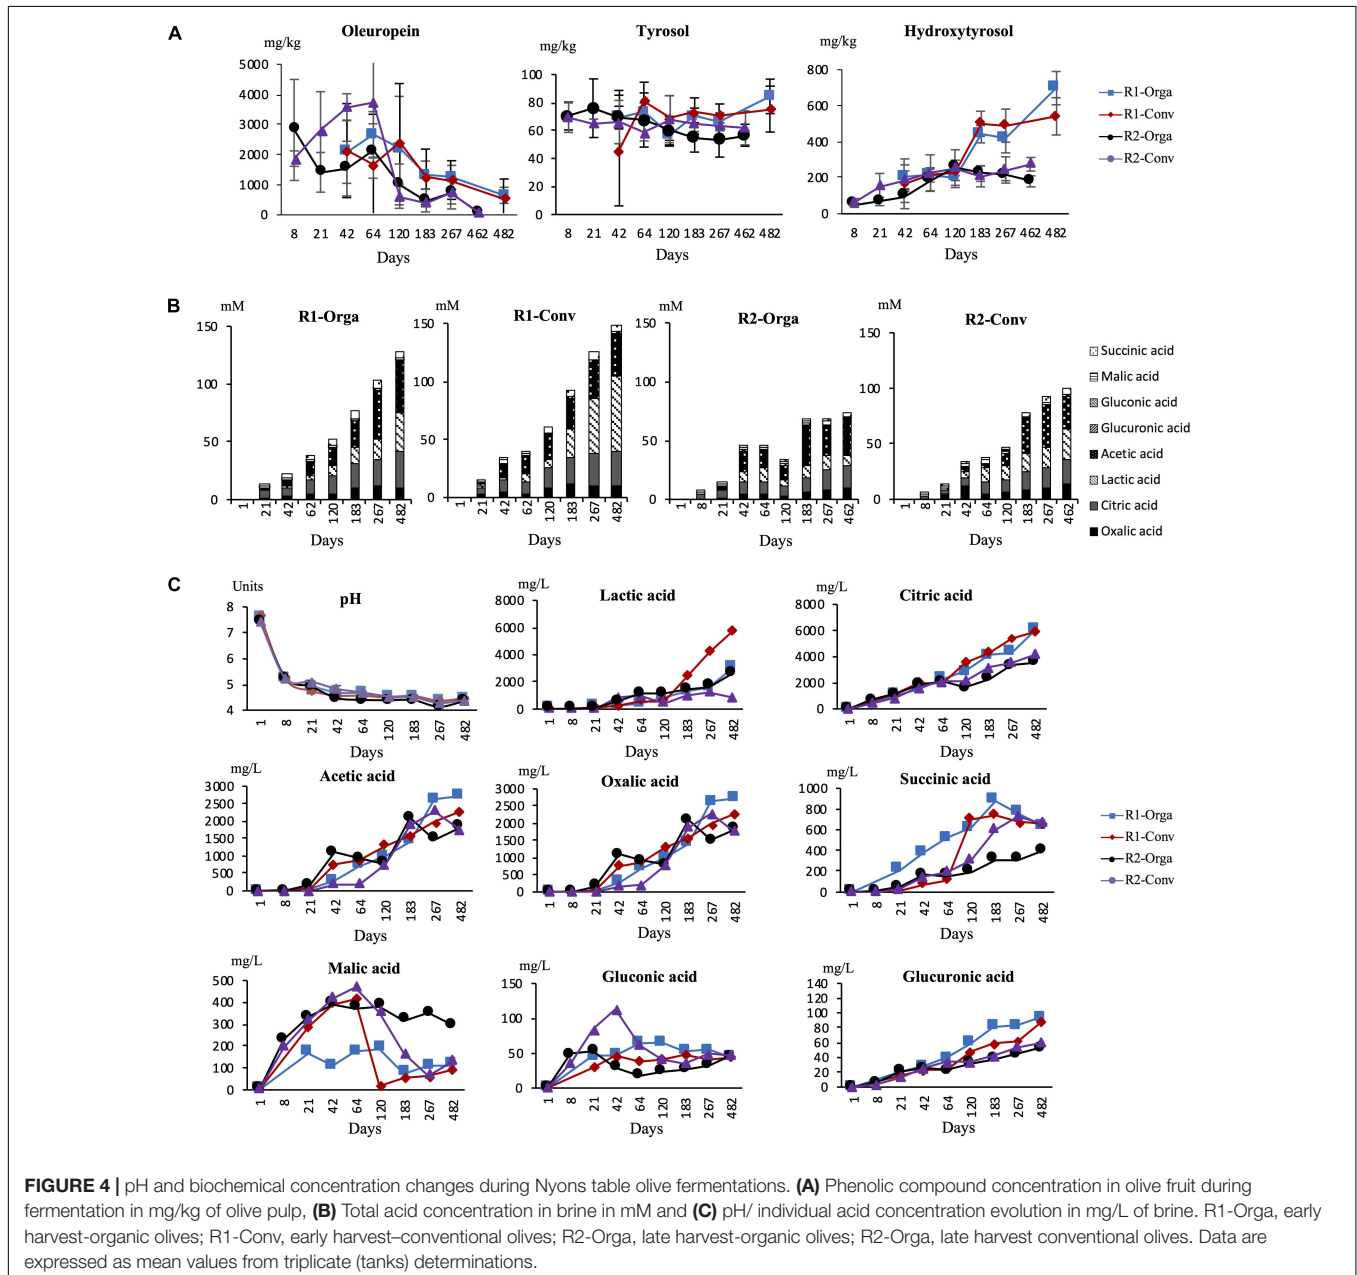 A
Oleuropein
Tyrosol
Hydroxytyrosol
mg/kg
mg/kg
mg/kg
5000
4000
3000
2000
1000
0
8 21 42 64 120 183 267 462 482
Days
100
80
60
40
20
0
8 21 42 120 183 267 462 482
Days
800
600
400
200
0
8 21 42 64 120 183 267 462 482
Days
R1-Orga
R1-Conv
R2-Orga
R2-Conv
B
mM
R1-Orga
150
100
50
0
1 21 42 62 120 183 267 482
Days
mM
R1-Conv
150
100
50
0
1 21 42 62 120 183 267 482
Days
mM
R2-Orga
150
100
50
0
1 8 21 42 64 120 183 267 462
Days
mM
R2-Conv
150
100
50
0
1 8 21 42 64 120 183 267 462
Days
Succinic acid
Malic acid
Gluconic acid
Glucuronic acid
Acetic acid
Lactic acid
Citric acid
Oxalic acid
C
Units
pH
8
7
6
5
4
1 8 21 42 64 120 183 267 482
Days
mg/L
Lactic acid
8000
6000
4000
2000
0
1 8 21 42 64 120 183 267 482
Days
mg/L
Citric acid
8000
6000
4000
2000
0
1 8 21 42 64 120 183 267 482
Days
mg/L
Acetic acid
3000
2500
2000
1500
1000
500
0
1 8 21 42 64 120 183 267 482
Days
mg/L
Oxalic acid
3000
2500
2000
1500
1000
500
0
1 8 21 42 64 120 183 267 482
Days
mg/L
Succinic acid
1000
800
600
400
200
0
1 8 21 42 64 120 183 267 482
Days
R1-Orga
R1-Conv
R2-Orga
R2-Conv
mg/L
Malic acid
500
400
300
200
100
0
1 8 21 42 64 120 183 267 482
Days
mg/L
Gluconic acid
150
100
50
0
1 8 21 42 64 120 183 267 482
Days
mg/L
Glucuronic acid
140
120
100
80
60
40
20
0
1 8 21 42 64 120 183 267 482
Days
FIGURE 4 | pH and biochemical concentration changes during Nyons table olive fermentations. (A) Phenolic compound concentration in olive fruit during
fermentation in mg/kg of olive pulp, (B) Total acid concentration in brine in mM and (C) pH/ individual acid concentration evolution in mg/L of brine. R1-Orga, early
harvest-organic olives; R1-Conv, early harvest–conventional olives; R2-Orga, late harvest-organic olives; R2-Orga, late harvest conventional olives. Data are
expressed as mean values from triplicate (tanks) determinations.